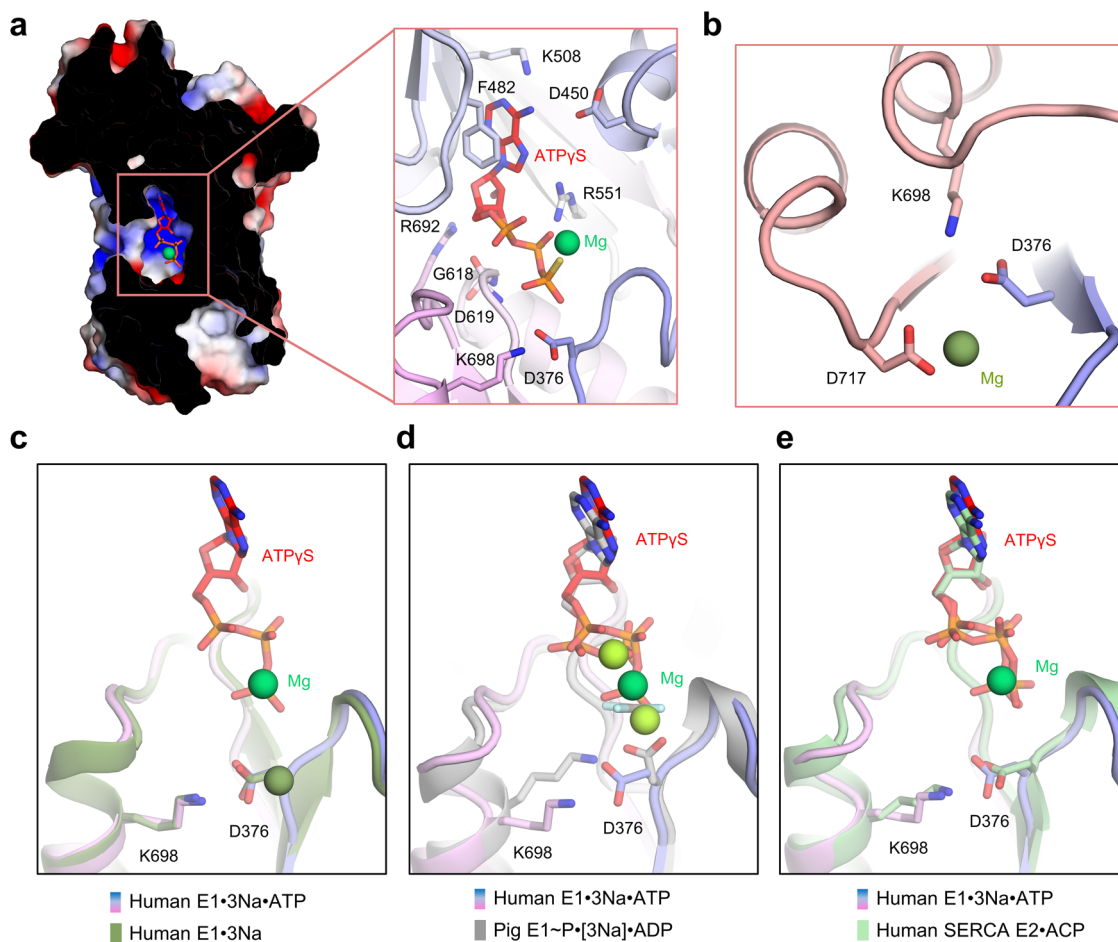 a
K508
F482
D450
ATPγS
R551
R692
Mg
G618
D619
K698
D376
b
K698
D376
D717
Mg
c
ATPγS
Mg
D376
K698
Human E1•3Na•ATP
Human E1•3Na
d
ATPγS
Mg
D376
K698
Human E1•3Na•ATP
Pig E1~P•[3Na]•ADP
e
ATPγS
Mg
D376
K698
Human E1•3Na•ATP
Human SERCA E2•ACP